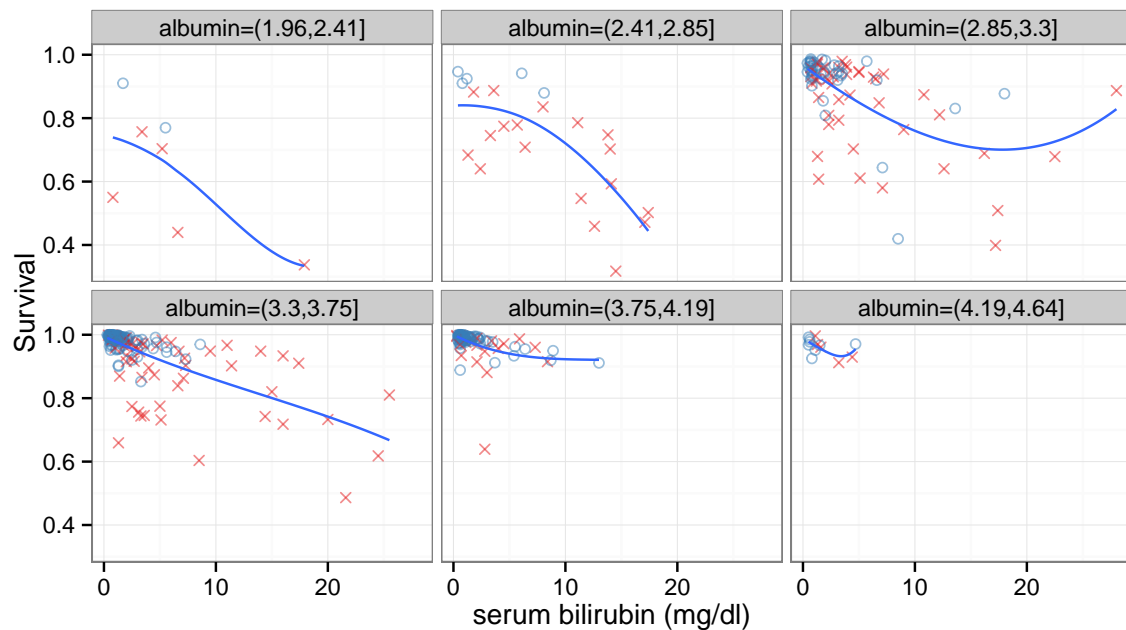 albumin=(1.96,2.41] albumin=(2.41,2.85] albumin=(2.85,3.3]
1.0
0.8
0.6
0.4
albumin=(3.3,3.75] albumin=(3.75,4.19] albumin=(4.19,4.64]
1.0
0.8
0.6
0.4
Survival
0 10 20 0 10 20 0 10 20
serum bilirubin (mg/dl)